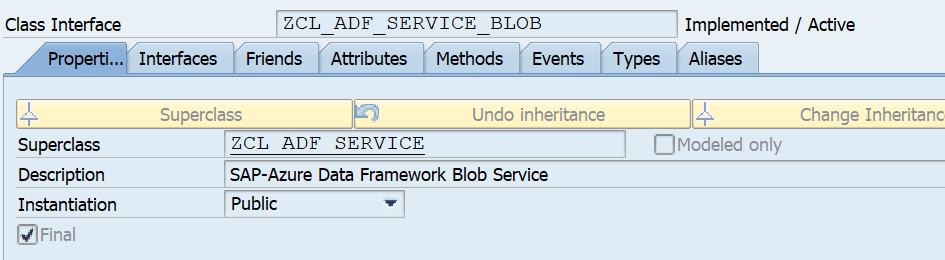 Class Interface ZCL_ADF_SERVICE_BLOB Implemented / Active
Properti... Interfaces Friends Attributes Methods Events Types Aliases
Superclass Undo inheritance Change Inheritanc
Superclass ZCL_ADF_SERVICE Modeled only
Description SAP-Azure Data Framework Blob Service
Instantiation Public
Final